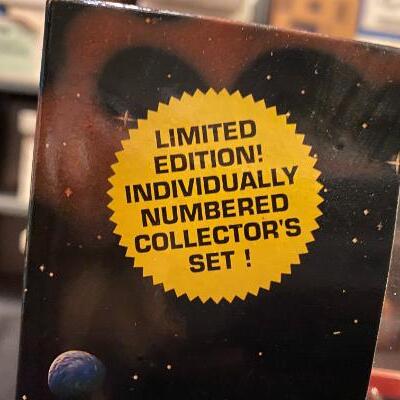 LIMITED
EDITION!
INDIVIDUALLY
NUMBERED
COLLECTOR'S
SET !